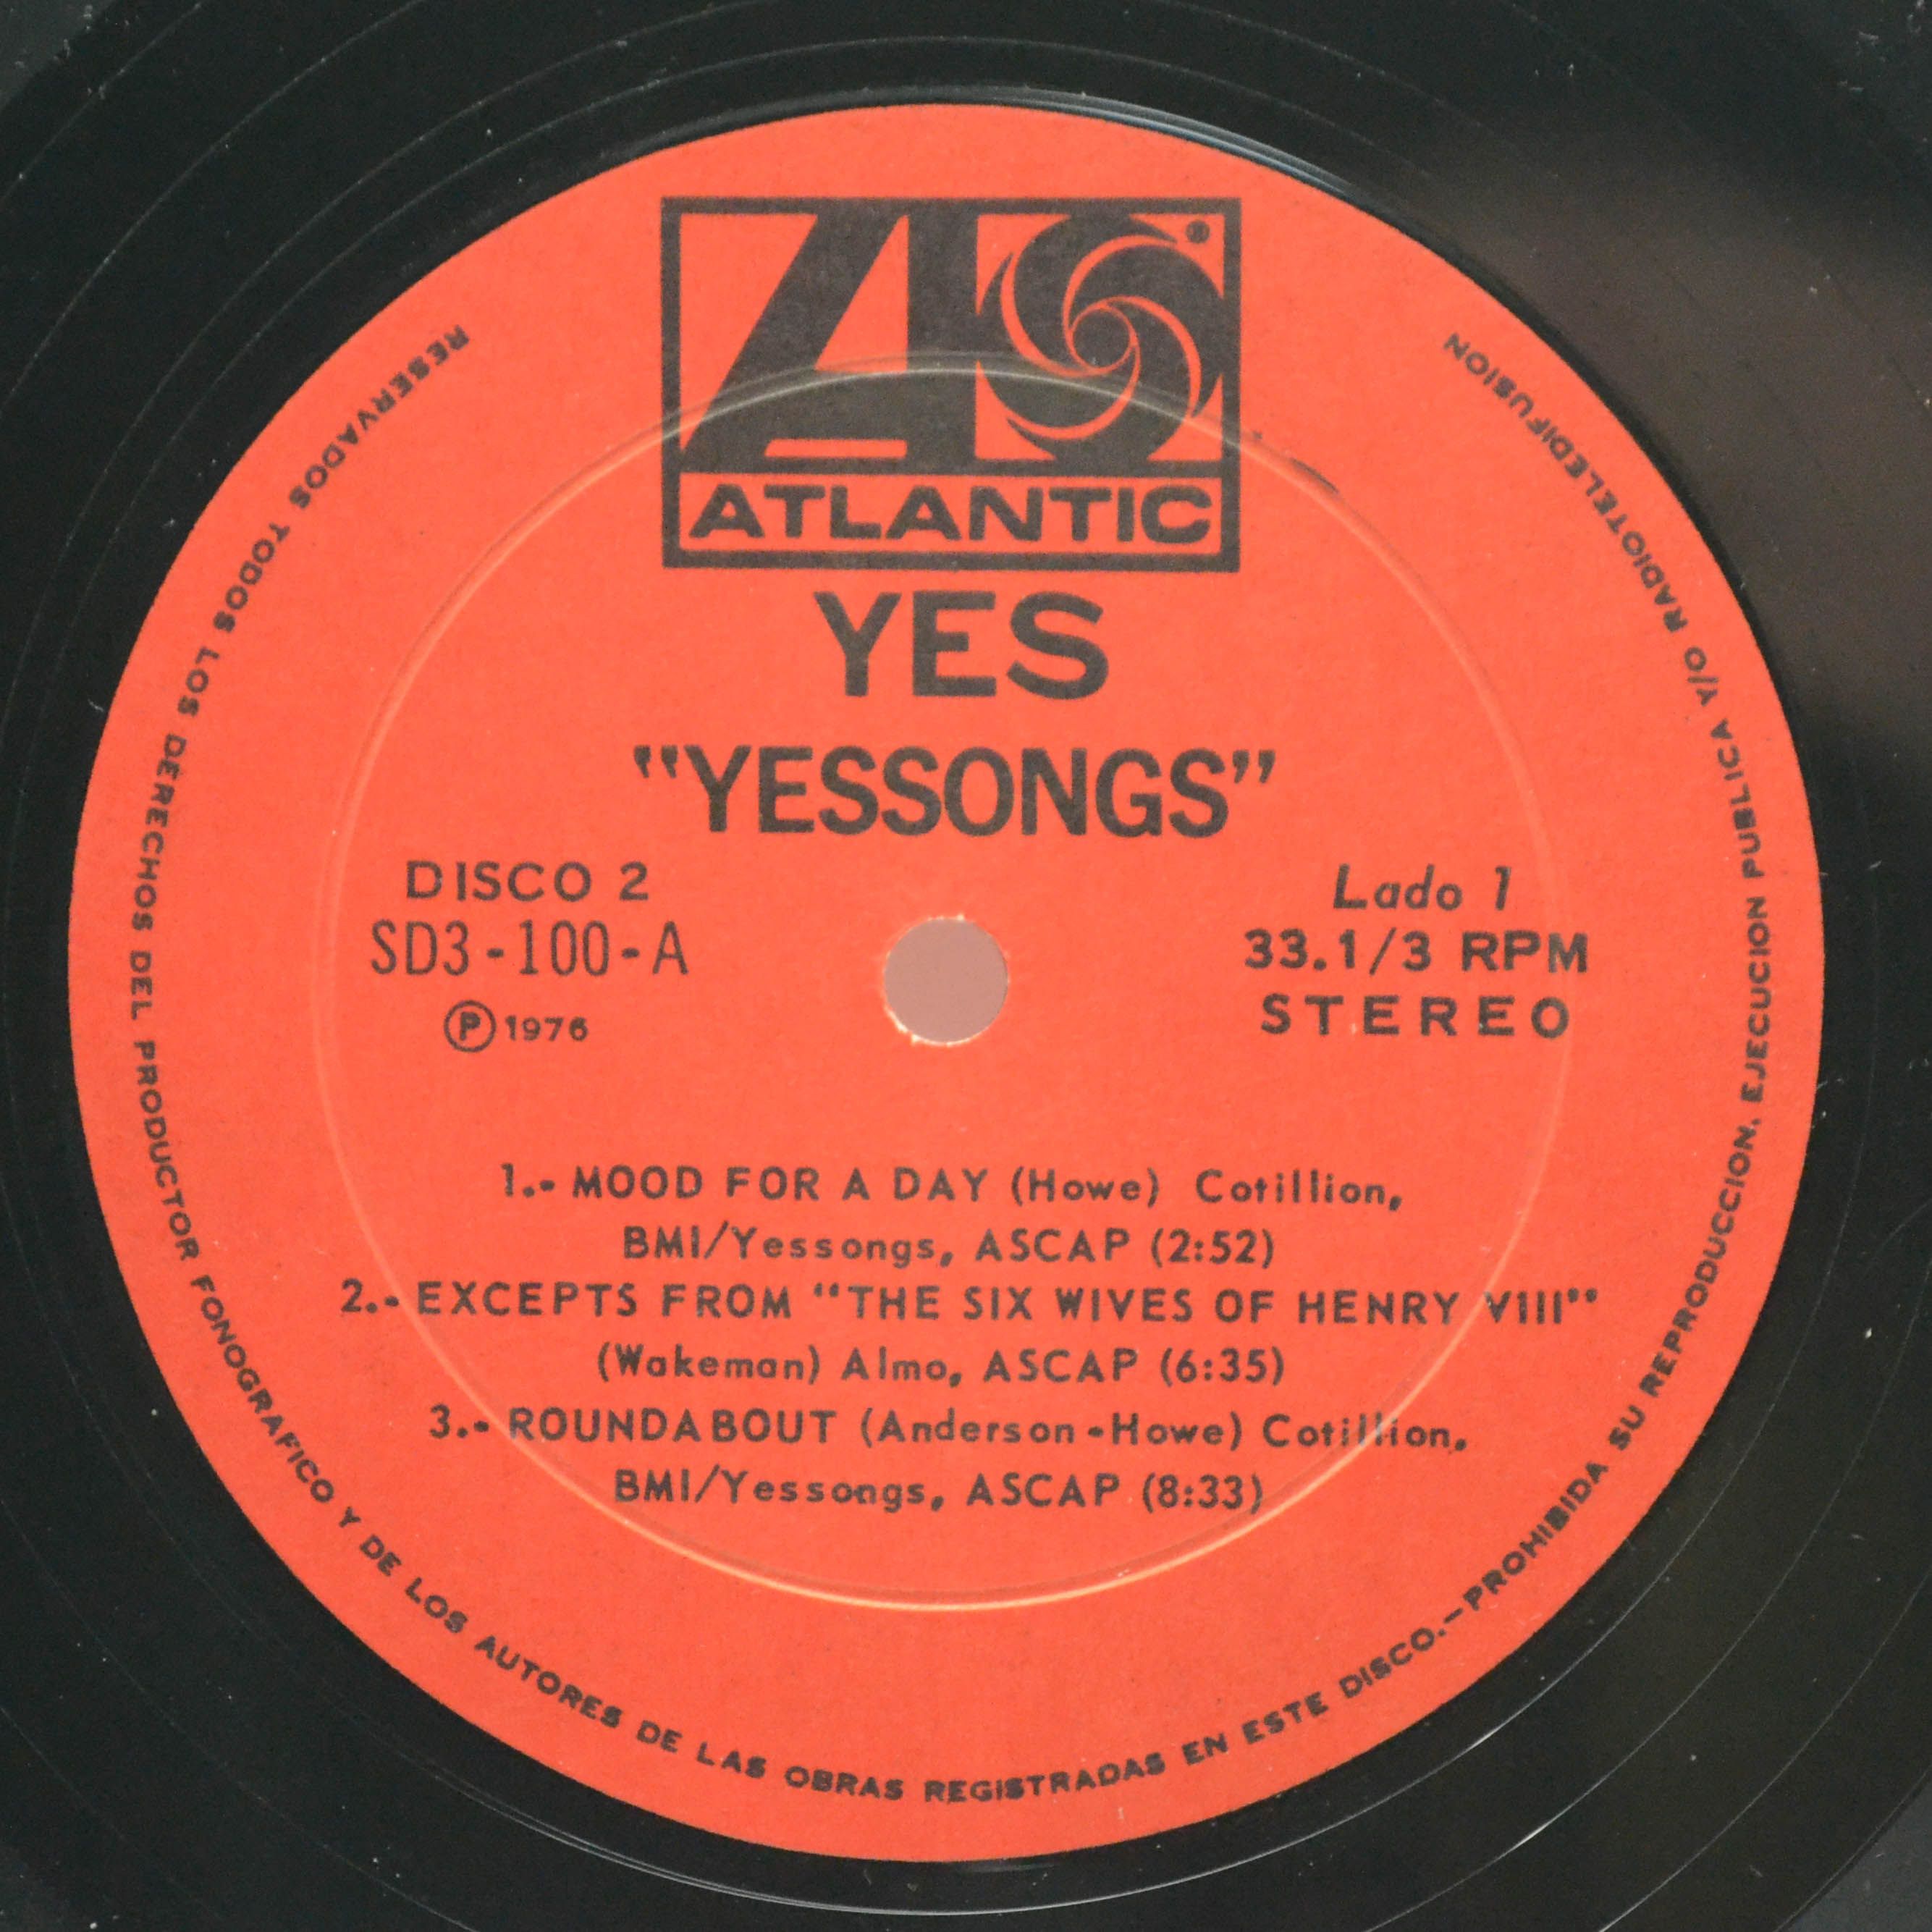 ATLANTIC
YES
"YESSONGS"
DISCO 2
SD3-100-A
Ⓟ1976
Lado 1
33.1/3 RPM
STEREO
1.- MOOD FOR A DAY (Howe) Cotillion,
BMI/Yessongs, ASCAP (2:52)
2.- EXCEPTS FROM "THE SIX WIVES OF HENRY VIII"
(Wakeman) Almo, ASCAP (6:35)
3.- ROUNDABOUT (Anderson-Howe) Cotillion,
BMI/Yessongs, ASCAP (8:33)
RESERVADOS TODOS LOS DERECHOS DEL PRODUCTOR FONOGRAFICO Y DE LOS AUTORES DE LAS OBRAS REGISTRADAS EN ESTE DISCO.-PROHIBIDA SU REPRODUCCION, EJECUCION PUBLICA Y/O RADIOTELEDIFUSION